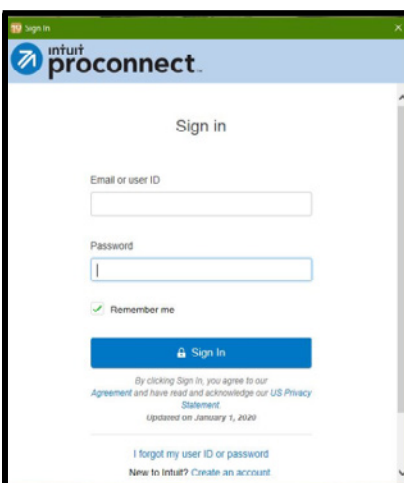 Sign In
intuit
proconnect
Sign in
Email or user ID
Password
Remember me
Sign In
By clicking Sign In, you agree to our
Agreement and have read and acknowledge our US Privacy
Statement.
Updated on January 1, 2020
I forgot my user ID or password
New to Intuit? Create an account.